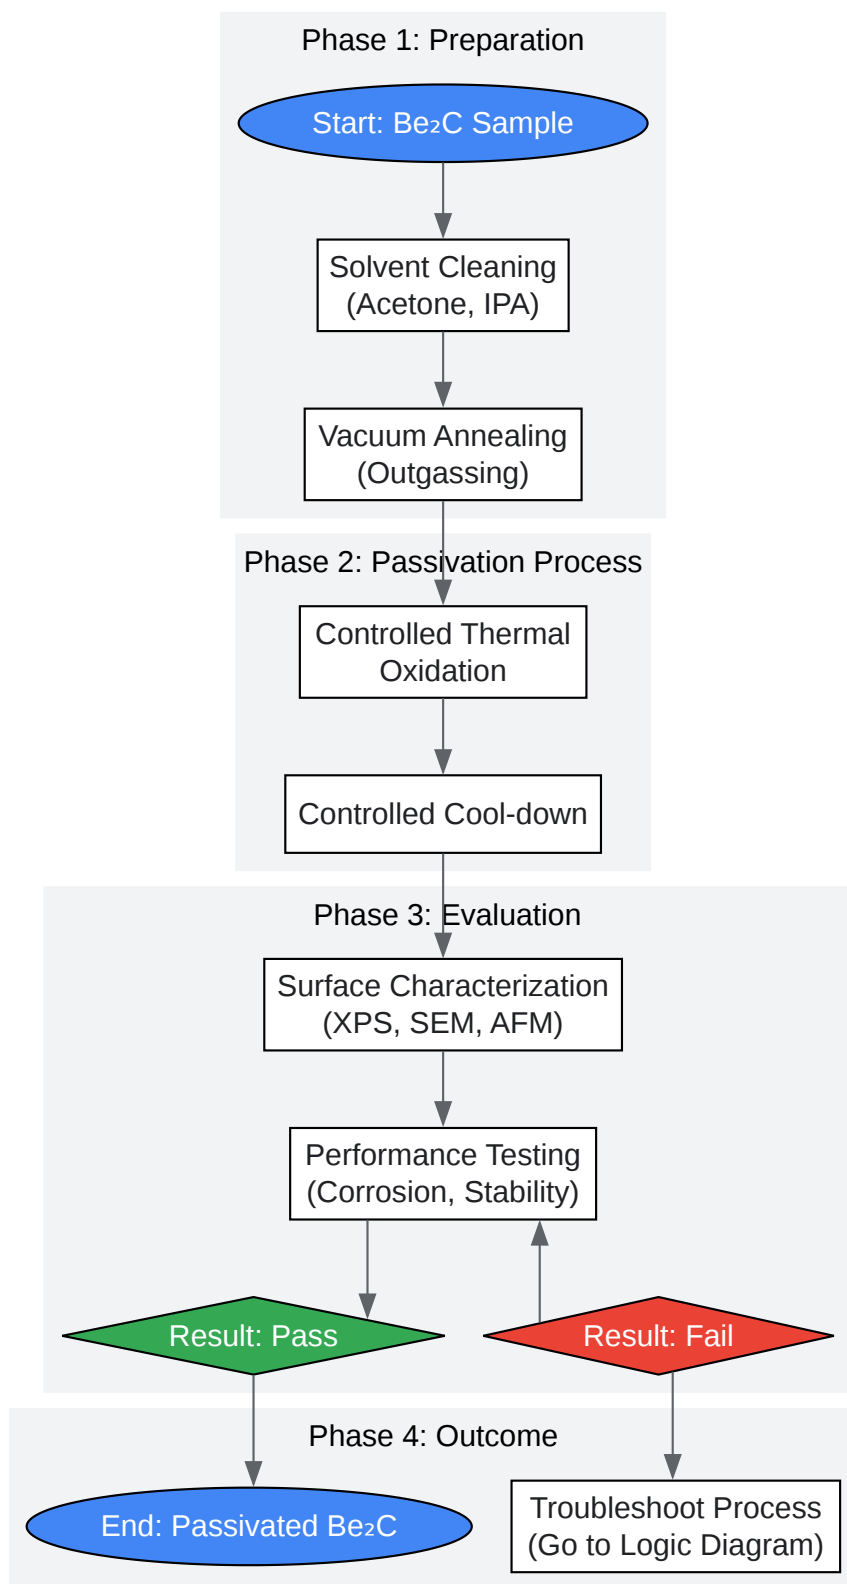 Phase 1: Preparation
Start: Be₂C Sample
Solvent Cleaning
(Acetone, IPA)
Vacuum Annealing
(Outgassing)
Phase 2: Passivation Process
Controlled Thermal
Oxidation
Controlled Cool-down
Phase 3: Evaluation
Surface Characterization
(XPS, SEM, AFM)
Performance Testing
(Corrosion, Stability)
Result: Pass
Result: Fail
Phase 4: Outcome
End: Passivated Be₂C
Troubleshoot Process
(Go to Logic Diagram)